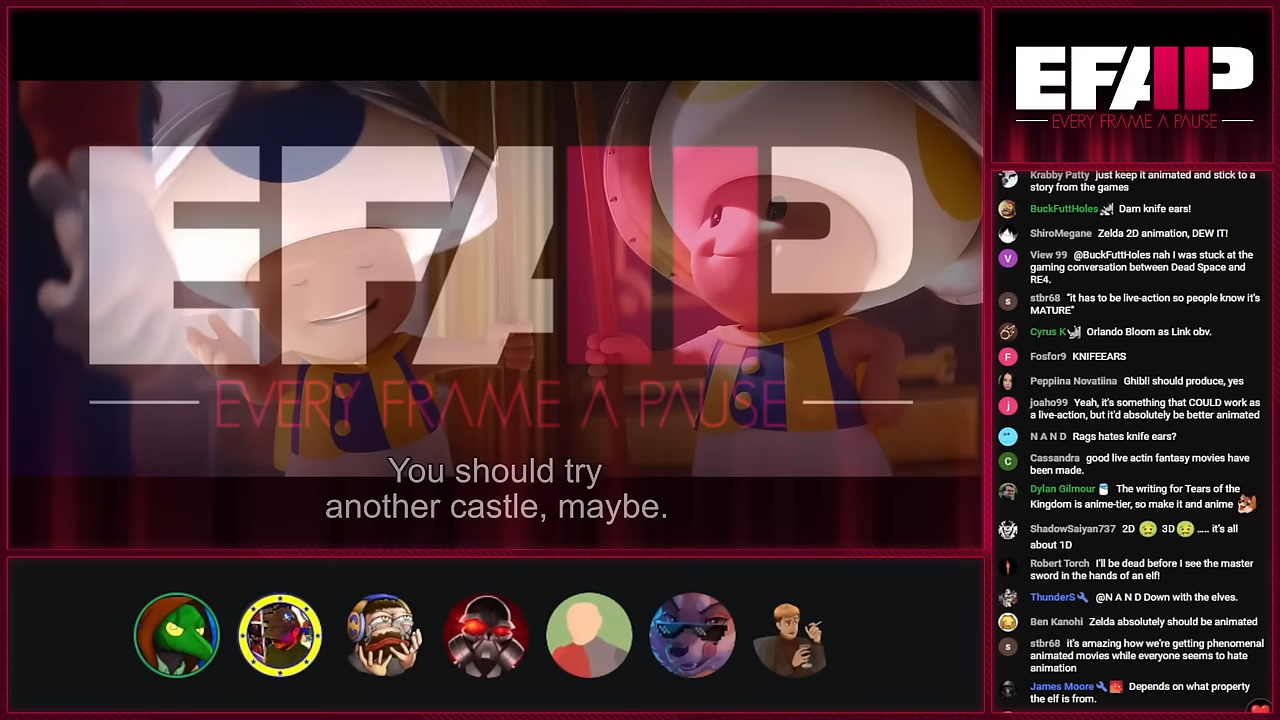 EFAP
EVERY FRAME A PAUSE
You should try
another castle, maybe.
EFAP
EVERY FRAME A PAUSE
Krabby Patty just keep it animated and stick to a
story from the games
BuckFuttHoles Darn knife ears!
ShiroMegane Zelda 2D animation, DEW IT!
View 99 @BuckFuttHoles nah I was stuck at the
gaming conversation between Dead Space and
RE4.
stbr68 "it has to be live-action so people know it's
MATURE"
Cyrus K Orlando Bloom as Link obv.
Fosfor9 KNIFEEARS
Peppiina Novatiina Ghibli should produce, yes
joaho99 Yeah, it's something that COULD work as
a live-action, but it'd absolutely be better animated
N A N D Rags hates knife ears?
Cassandra good live actin fantasy movies have
been made.
Dylan Gilmour The writing for Tears of the
Kingdom is anime-tier, so make it and anime
ShadowSaiyan737 2D 3D ..... it's all
about 1D
Robert Torch I'll be dead before I see the master
sword in the hands of an elf!
ThunderS @N A N D Down with the elves.
Ben Kanohi Zelda absolutely should be animated
stbr68 it's amazing how we're getting phenomenal
animated movies while everyone seems to hate
animation
James Moore Depends on what property
the elf is from.
V
s
F
j
C
s